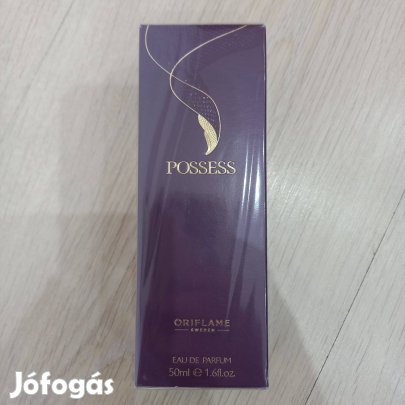 POSSESS
ORIFLAME
SWEDEN
EAU DE PARFUM
50ml ℮ 1.6fl.oz.
Jófogás